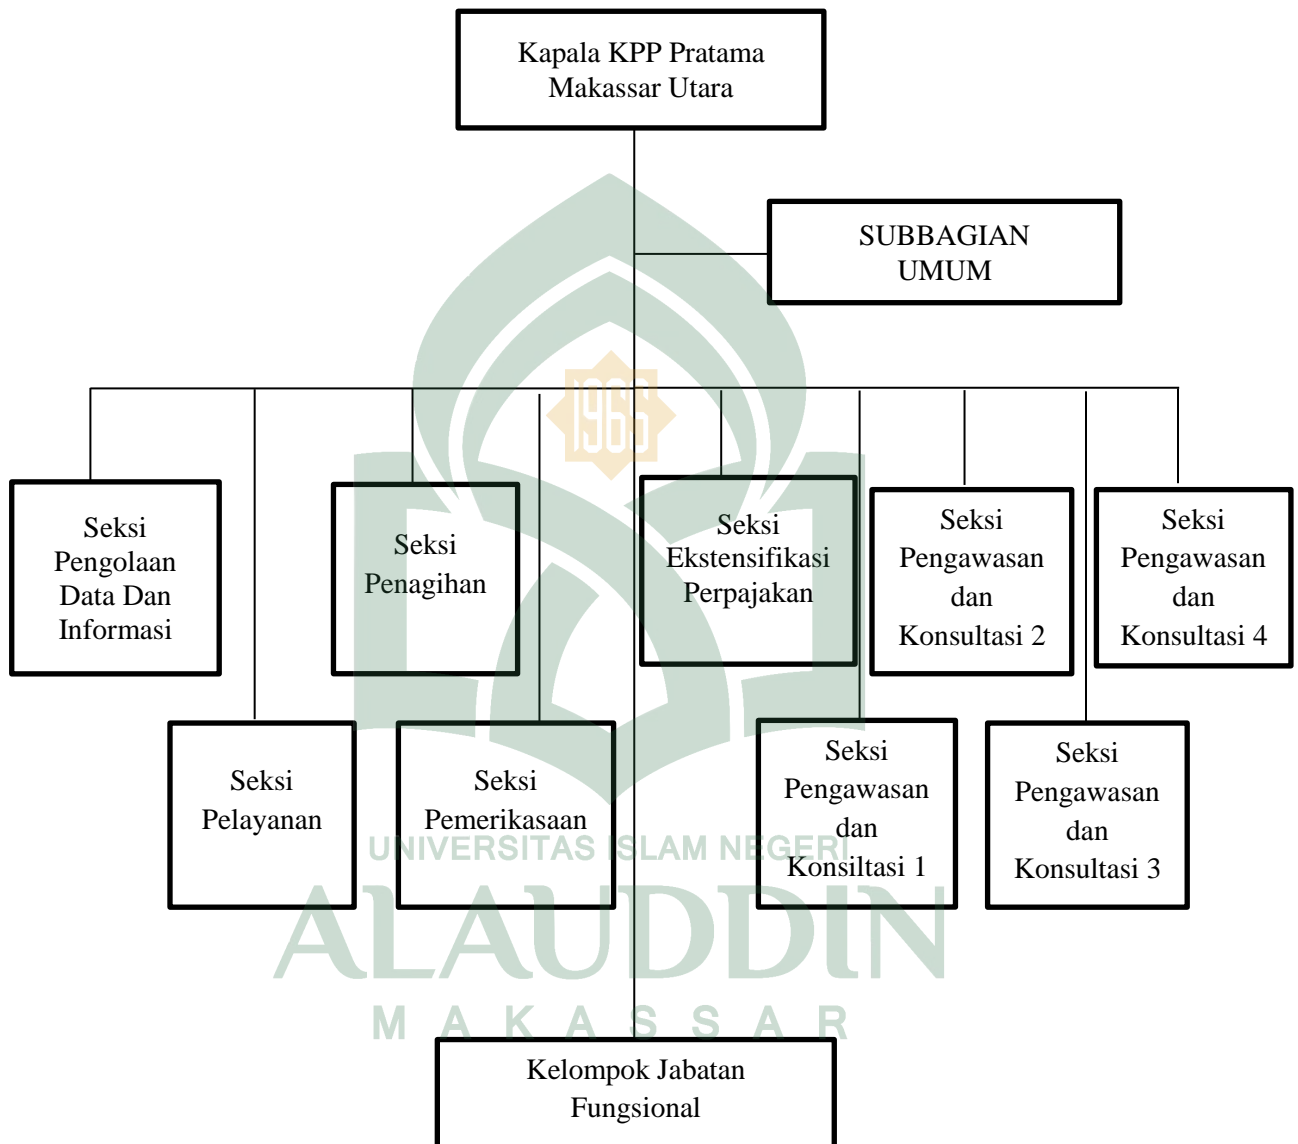 Kapala KPP Pratama
Makassar Utara
SUBBAGIAN
UMUM
1965
Seksi
Pengolaan
Data Dan
Informasi
Seksi
Penagihan
Seksi
Ekstensifikasi
Perpajakan
Seksi
Pengawasan
dan
Konsultasi 2
Seksi
Pengawasan
dan
Konsultasi 4
Seksi
Pelayanan
Seksi
Pemerikasaan
Seksi
Pengawasan
dan
Konsiltasi 1
Seksi
Pengawasan
dan
Konsultasi 3
UNIVERSITAS ISLAM NEGERI
ALAUDDIN
MAKASSAR
Kelompok Jabatan
Fungsional